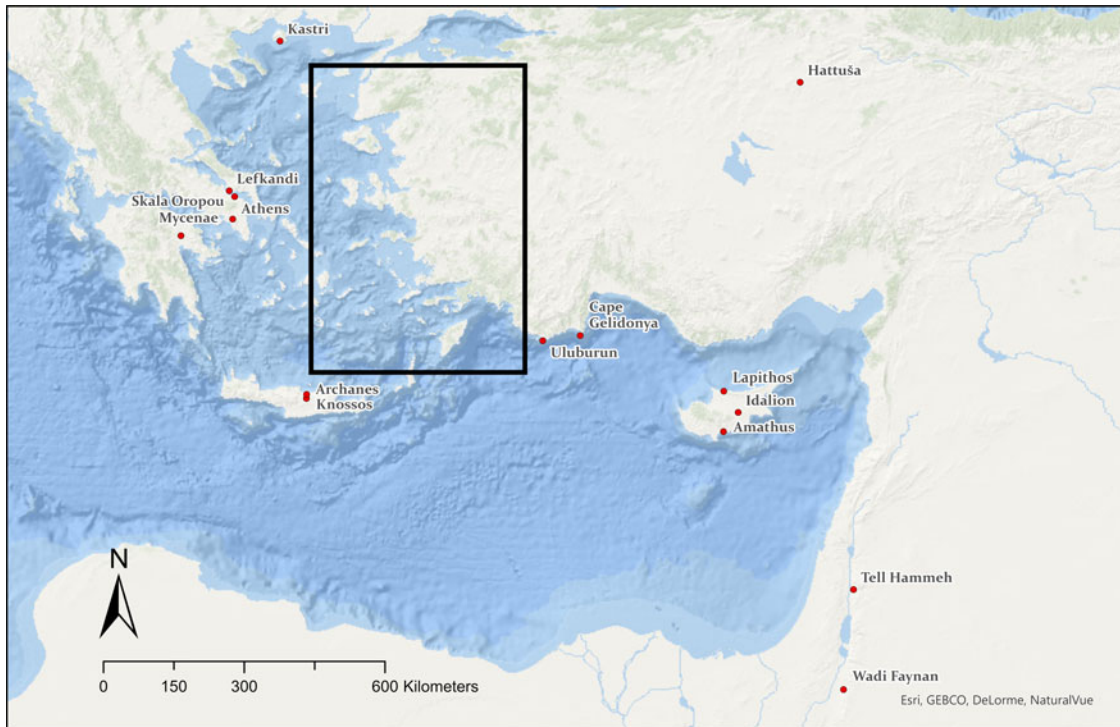 Kastri
Hattuša
Lefkandi
Skala Oropou
Athens
Mycenae
Cape
Gelidonya
Uluburun
Lapithos
Archanes
Idalion
Knossos
Amathus
N
Tell Hammeh
0 150 300 600 Kilometers
Wadi Faynan
Esri, GEBCO, DeLorme, NaturalVue